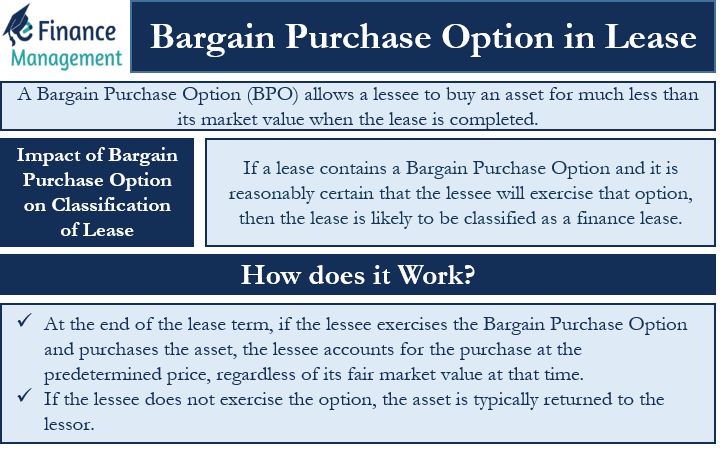 eFinance
Management
Bargain Purchase Option in Lease
A Bargain Purchase Option (BPO) allows a lessee to buy an asset for much less than
its market value when the lease is completed.
Impact of Bargain
Purchase Option
on Classification
of Lease
If a lease contains a Bargain Purchase Option and it is
reasonably certain that the lessee will exercise that option,
then the lease is likely to be classified as a finance lease.
How does it Work?
✓ At the end of the lease term, if the lessee exercises the Bargain Purchase Option
and purchases the asset, the lessee accounts for the purchase at the
predetermined price, regardless of its fair market value at that time.
✓ If the lessee does not exercise the option, the asset is typically returned to the
lessor.